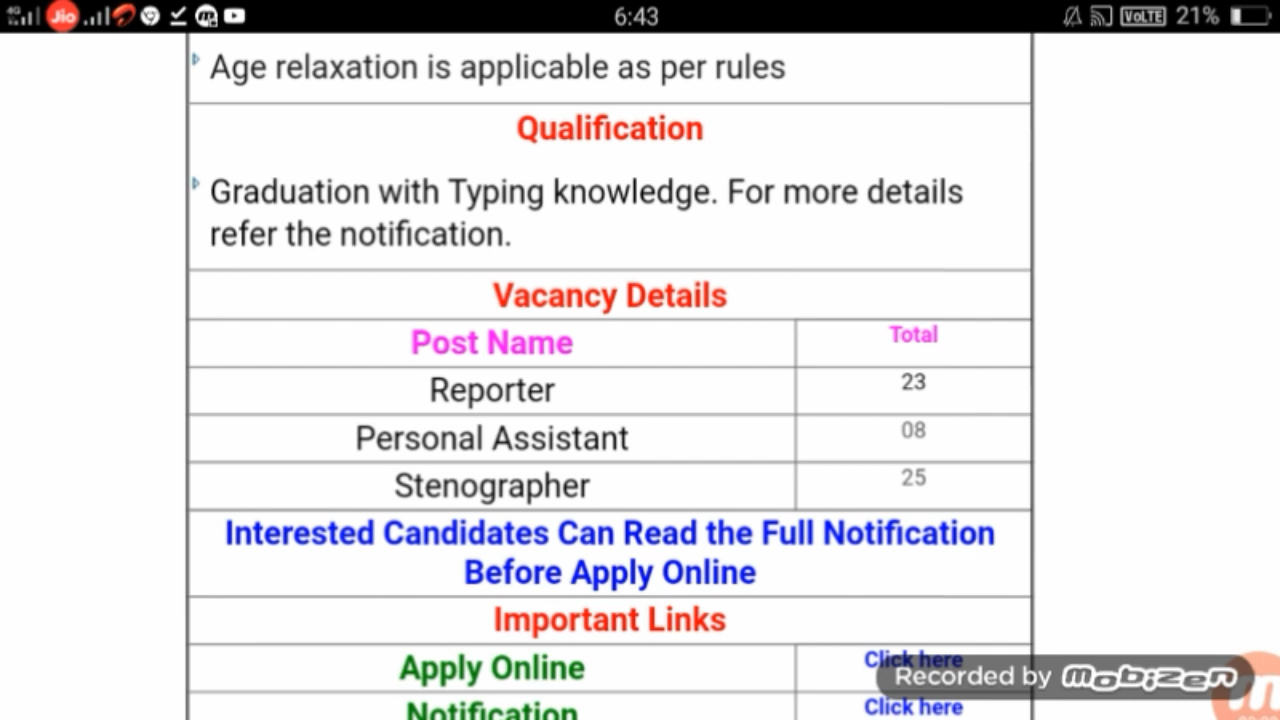 4G Jio 6:43 VoLTE 21%
Age relaxation is applicable as per rules
Qualification
Graduation with Typing knowledge. For more details
refer the notification.
Vacancy Details
Post Name Total
Reporter 23
Personal Assistant 08
Stenographer 25
Interested Candidates Can Read the Full Notification
Before Apply Online
Important Links
Apply Online Click here
Recorded by mobizen
Notification Click here